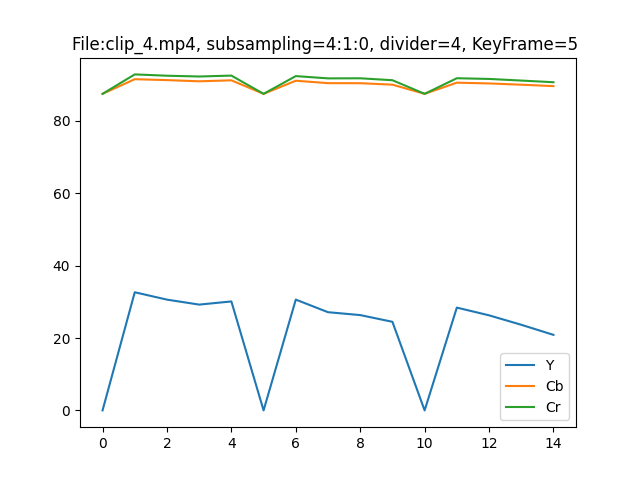 File:clip_4.mp4, subsampling=4:1:0, divider=4, KeyFrame=5
80
60
40
20
0
0 2 4 6 8 10 12 14
Y
Cb
Cr